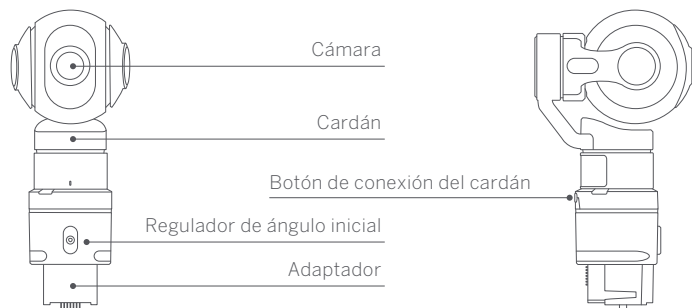 Cámara
Cardán
Botón de conexión del cardán
Regulador de ángulo inicial
Adaptador